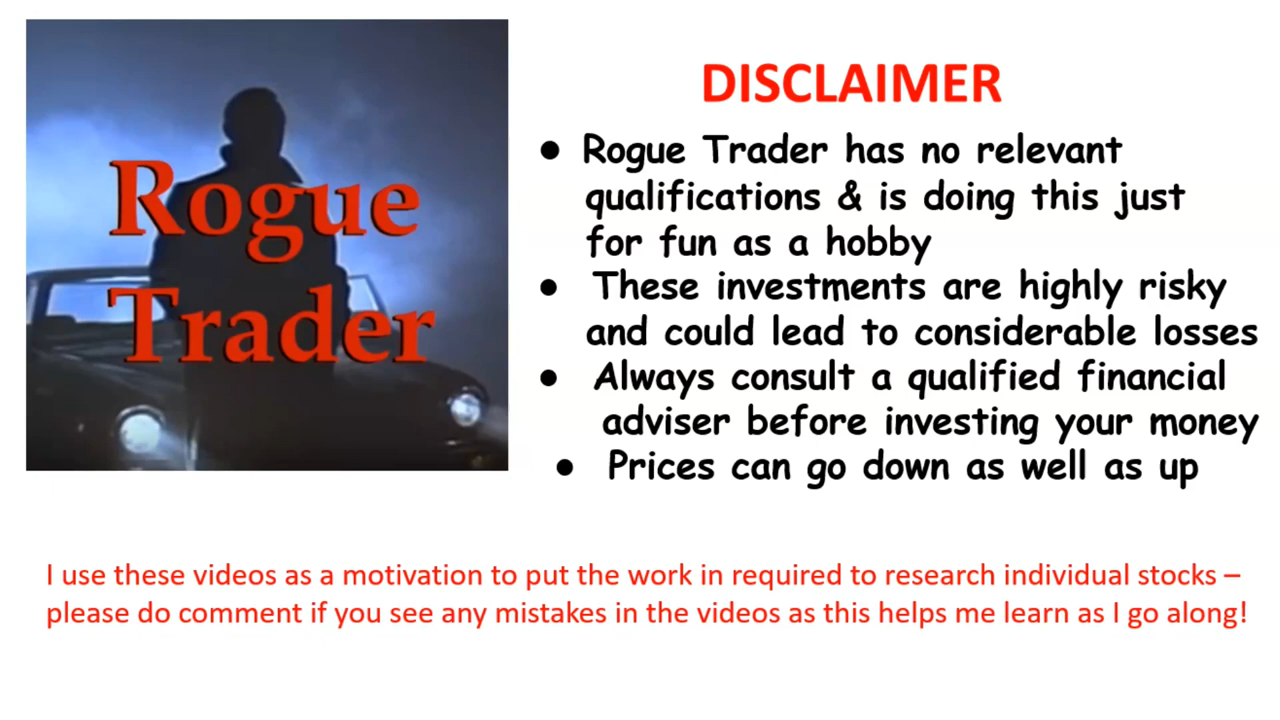 Rogue
Trader
DISCLAIMER
● Rogue Trader has no relevant
qualifications & is doing this just
for fun as a hobby
● These investments are highly risky
and could lead to considerable losses
● Always consult a qualified financial
adviser before investing your money
● Prices can go down as well as up
I use these videos as a motivation to put the work in required to research individual stocks –
please do comment if you see any mistakes in the videos as this helps me learn as I go along!